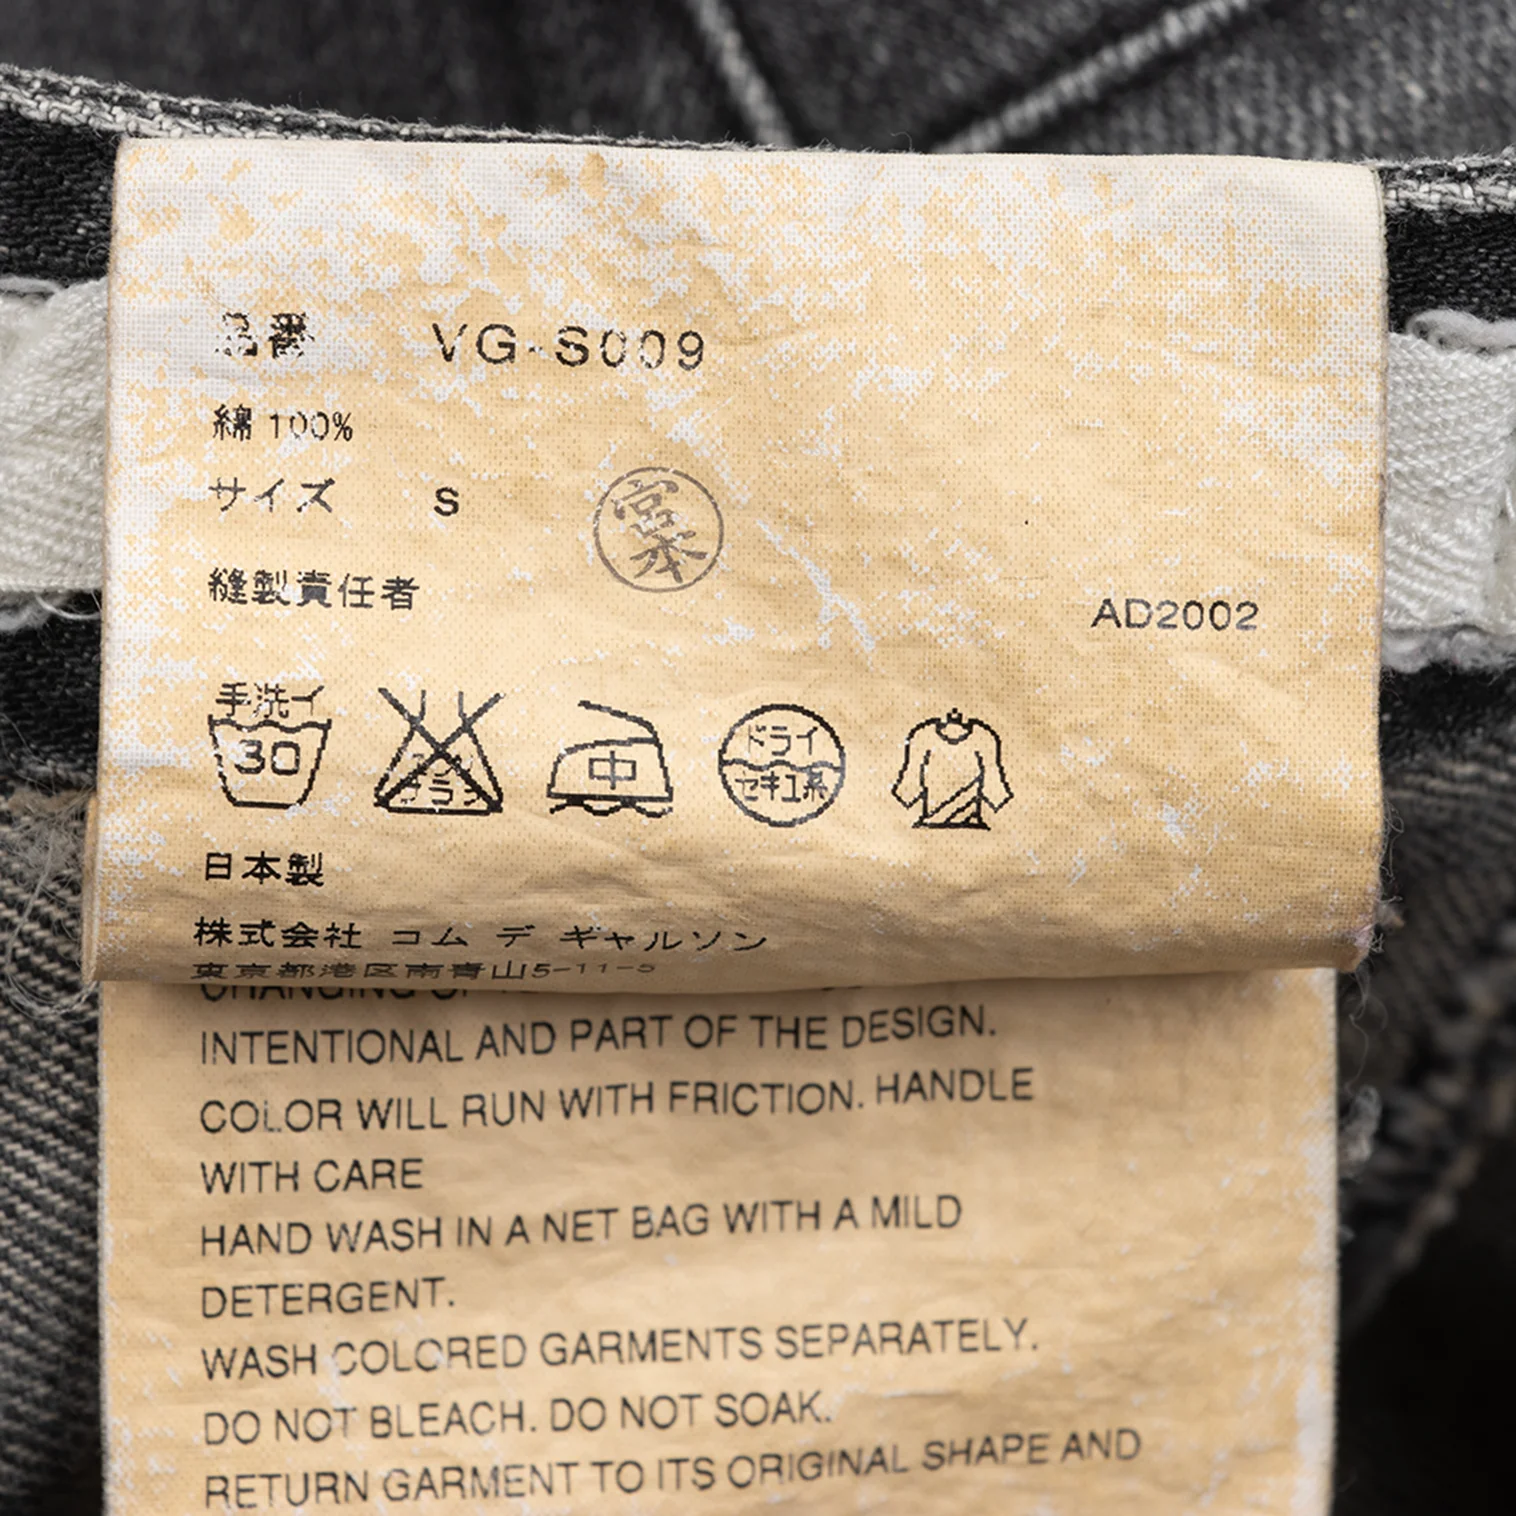 品番 VG-S009
綿 100%
サイズ S
宮本
縫製責任者
AD2002
手洗イ
30
中
ドライ
セキユ系
日本製
株式会社 コム デ ギャルソン
東京都港区南青山5-11-5
CHANGING OF
INTENTIONAL AND PART OF THE DESIGN.
COLOR WILL RUN WITH FRICTION. HANDLE
WITH CARE
HAND WASH IN A NET BAG WITH A MILD
DETERGENT.
WASH COLORED GARMENTS SEPARATELY.
DO NOT BLEACH. DO NOT SOAK.
RETURN GARMENT TO ITS ORIGINAL SHAPE AND